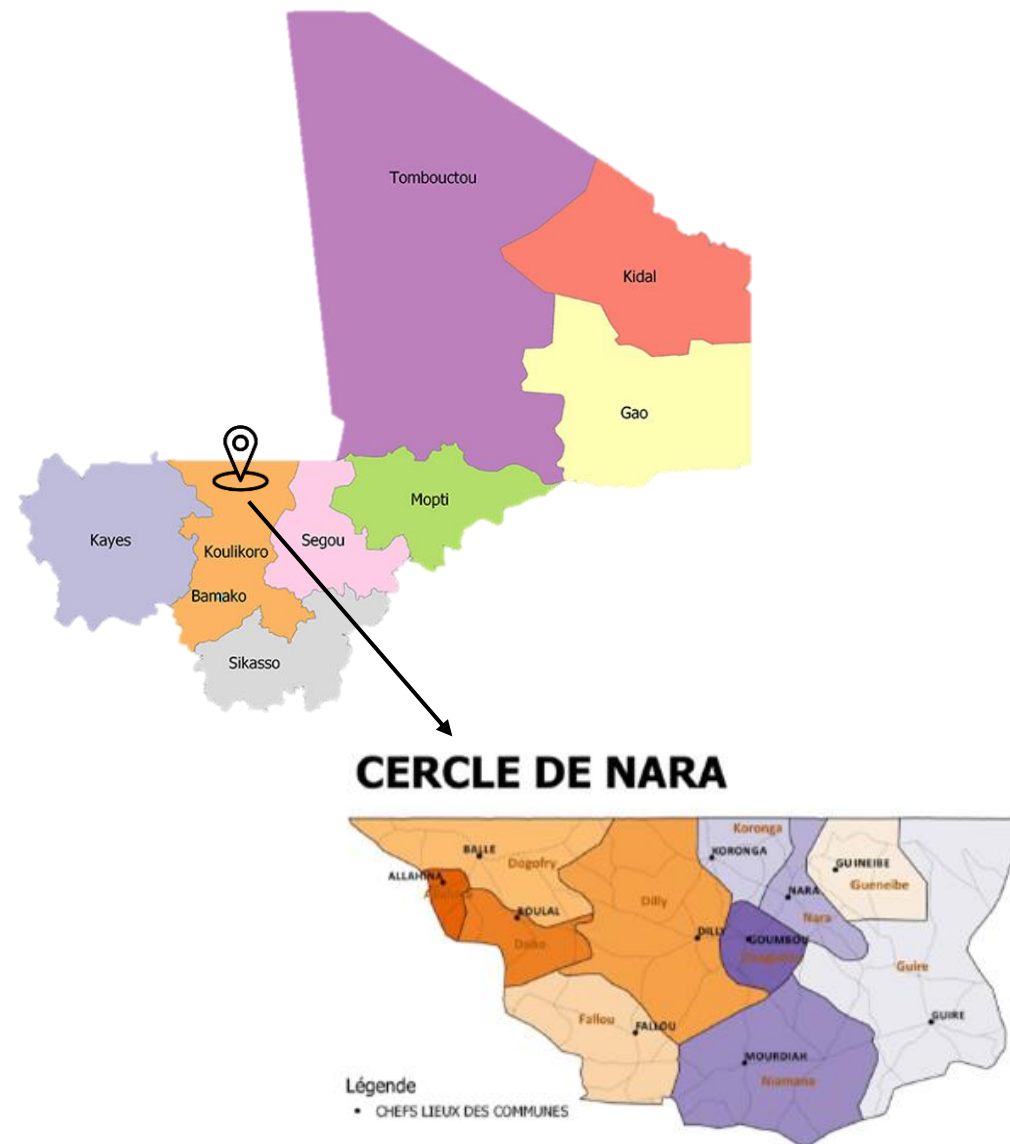 Tombouctou
Kidal
Gao
Mopti
Kayes
Segou
Koulikoro
Bamako
Sikasso
CERCLE DE NARA
Koronga
BALLE
KORONGA
Dogofry
GUINEIBE
ALLAHINA
Gueneibe
NARA
Dilly
BOULAL
Nara
DILLY
GOUMBOU
Guire
Fallou
FALLOU
GUIRE
MOURDIAH
Niamana
Légende
• CHEFS LIEUX DES COMMUNES